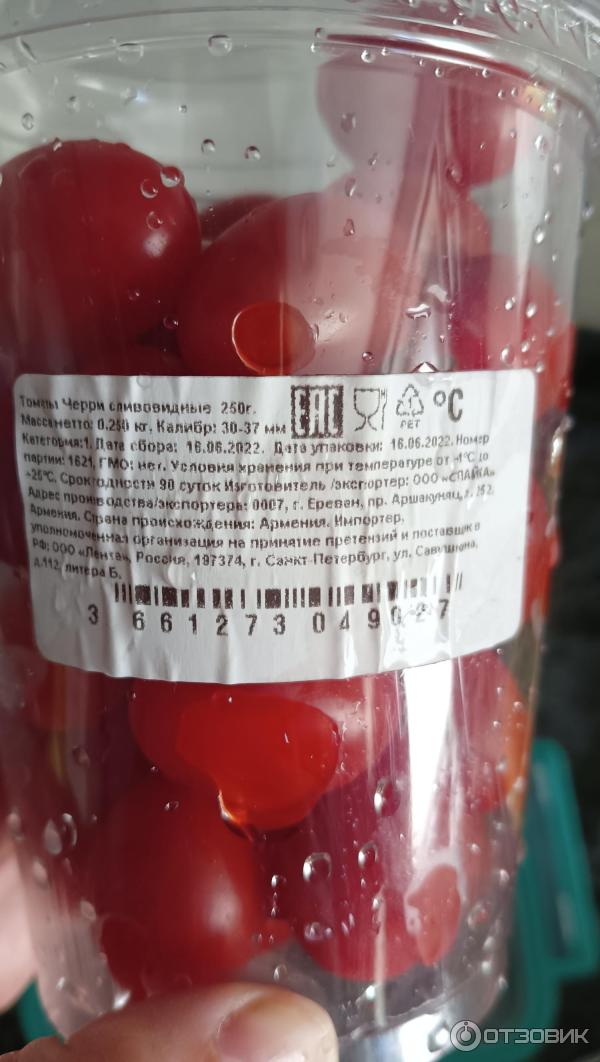 Томаты Черри сливовидные 250г.
Масса нетто: 0.250 кг. Калибр: 30-37 мм
EAC
PET
°C
Категория:1. Дата сбора: 16.06.2022. Дата упаковки: 16.06.2022. Номер
партии: 1621, ГМО: нет. Условия хранения при температуре от +1°С до
+25°С. Срок годности 90 суток Изготовитель /экспортер: ООО «СПАЙКА»
Адрес производства/экспортера: 0007, г. Ереван, пр. Аршакуняц, д. 252,
Армения. Страна происхождения: Армения. Импортер,
уполномоченная организация на принятие претензий и поставщик в
РФ: ООО «Лента», Россия, 197374, г. Санкт-Петербург, ул. Савушкина,
д.112, литера Б.
3 661273 049027
ОТЗОВИК